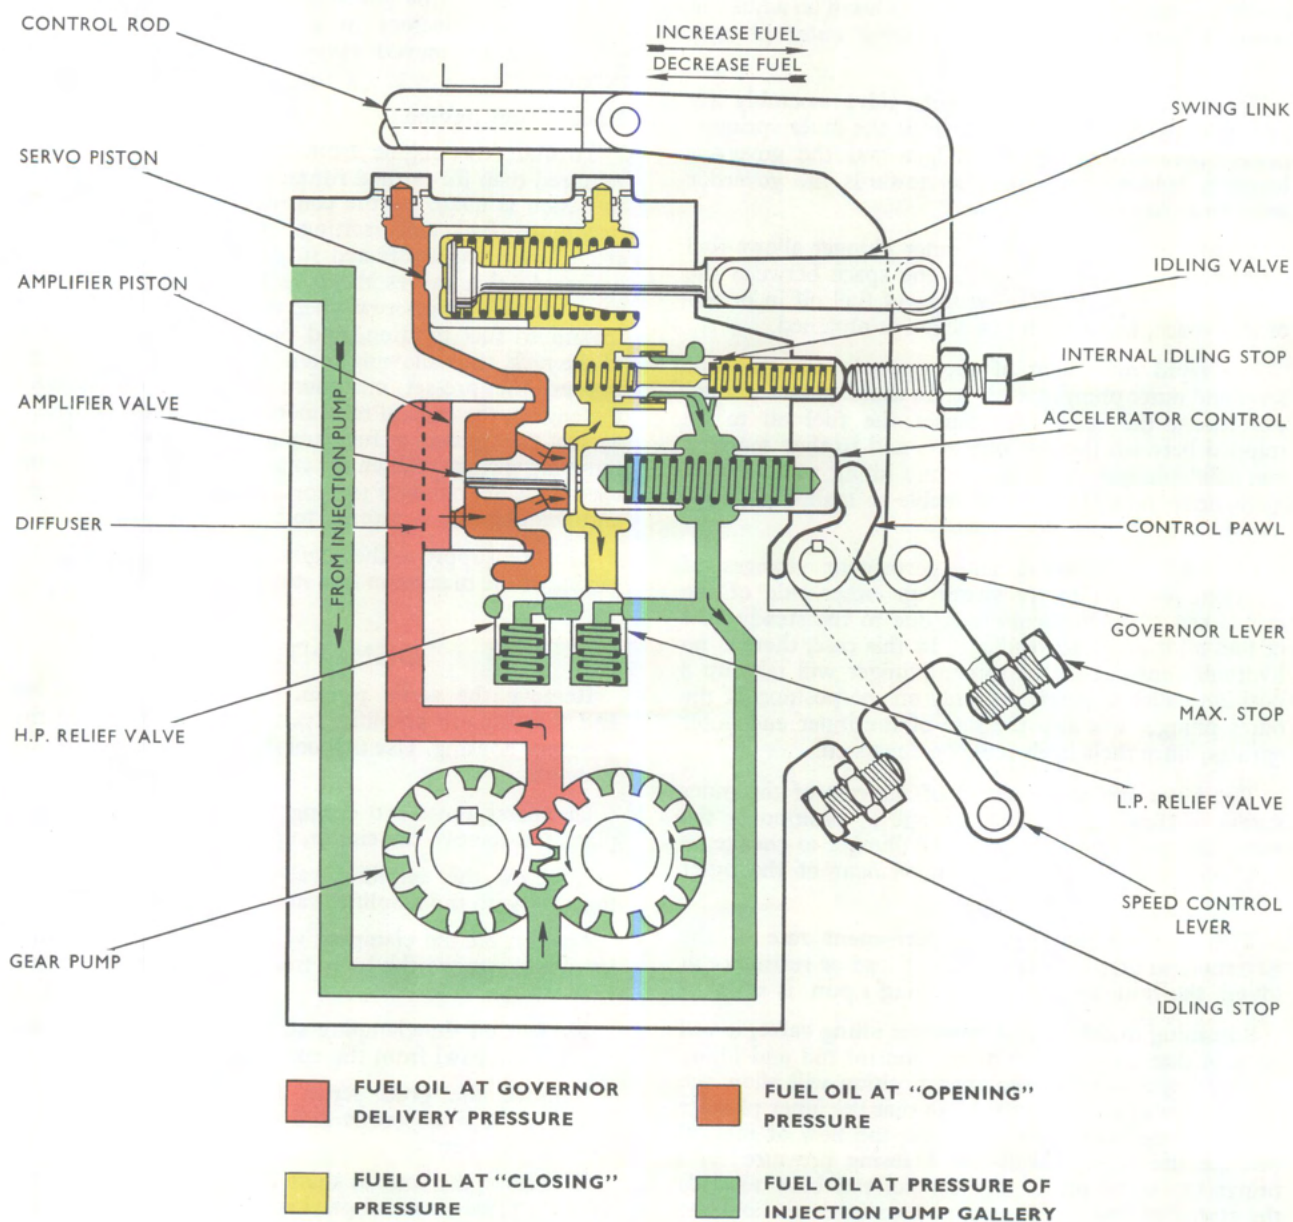 CONTROL ROD
INCREASE FUEL
DECREASE FUEL
SWING LINK
SERVO PISTON
IDLING VALVE
AMPLIFIER PISTON
INTERNAL IDLING STOP
AMPLIFIER VALVE
ACCELERATOR CONTROL
DIFFUSER
FROM INJECTION PUMP
CONTROL PAWL
GOVERNOR LEVER
MAX. STOP
H.P. RELIEF VALVE
L.P. RELIEF VALVE
SPEED CONTROL
LEVER
GEAR PUMP
IDLING STOP
FUEL OIL AT GOVERNOR
DELIVERY PRESSURE
FUEL OIL AT "OPENING"
PRESSURE
FUEL OIL AT "CLOSING"
PRESSURE
FUEL OIL AT PRESSURE OF
INJECTION PUMP GALLERY